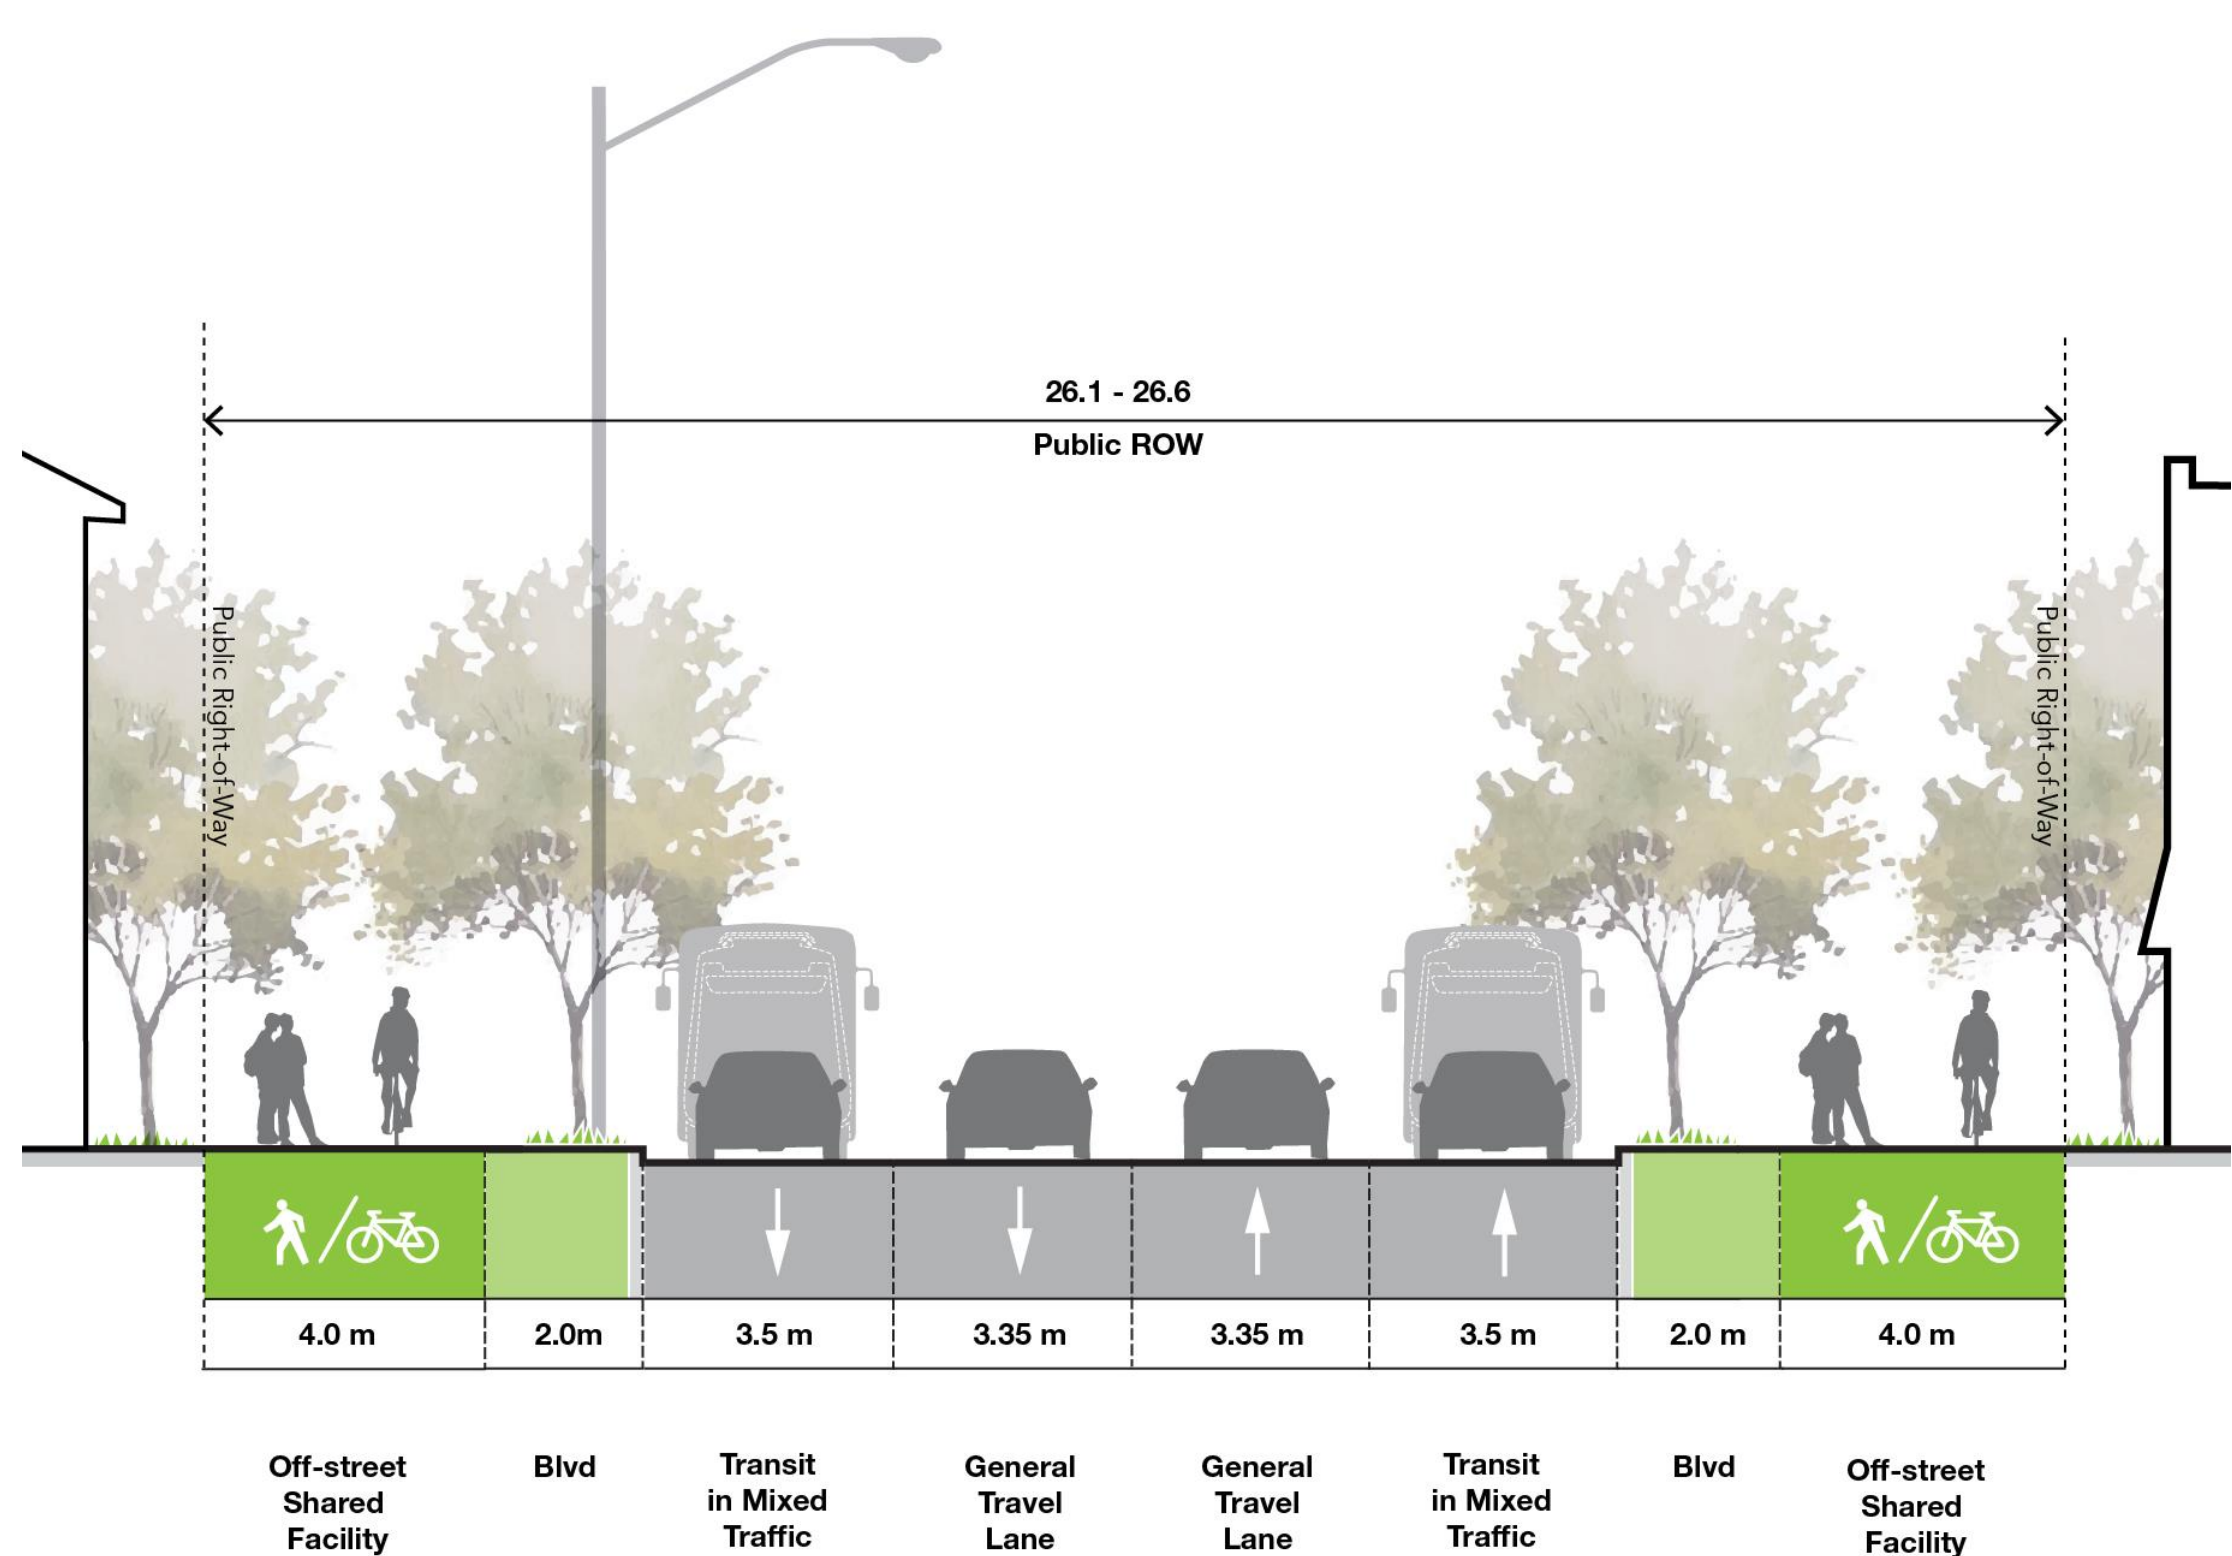 26.1 - 26.6
Public ROW
Public Right-of-Way
Public Right-of-Way
4.0 m
2.0m
3.5 m
3.35 m
3.35 m
3.5 m
2.0 m
4.0 m
Off-street
Shared
Facility
Blvd
Transit
in Mixed
Traffic
General
Travel
Lane
General
Travel
Lane
Transit
in Mixed
Traffic
Blvd
Off-street
Shared
Facility